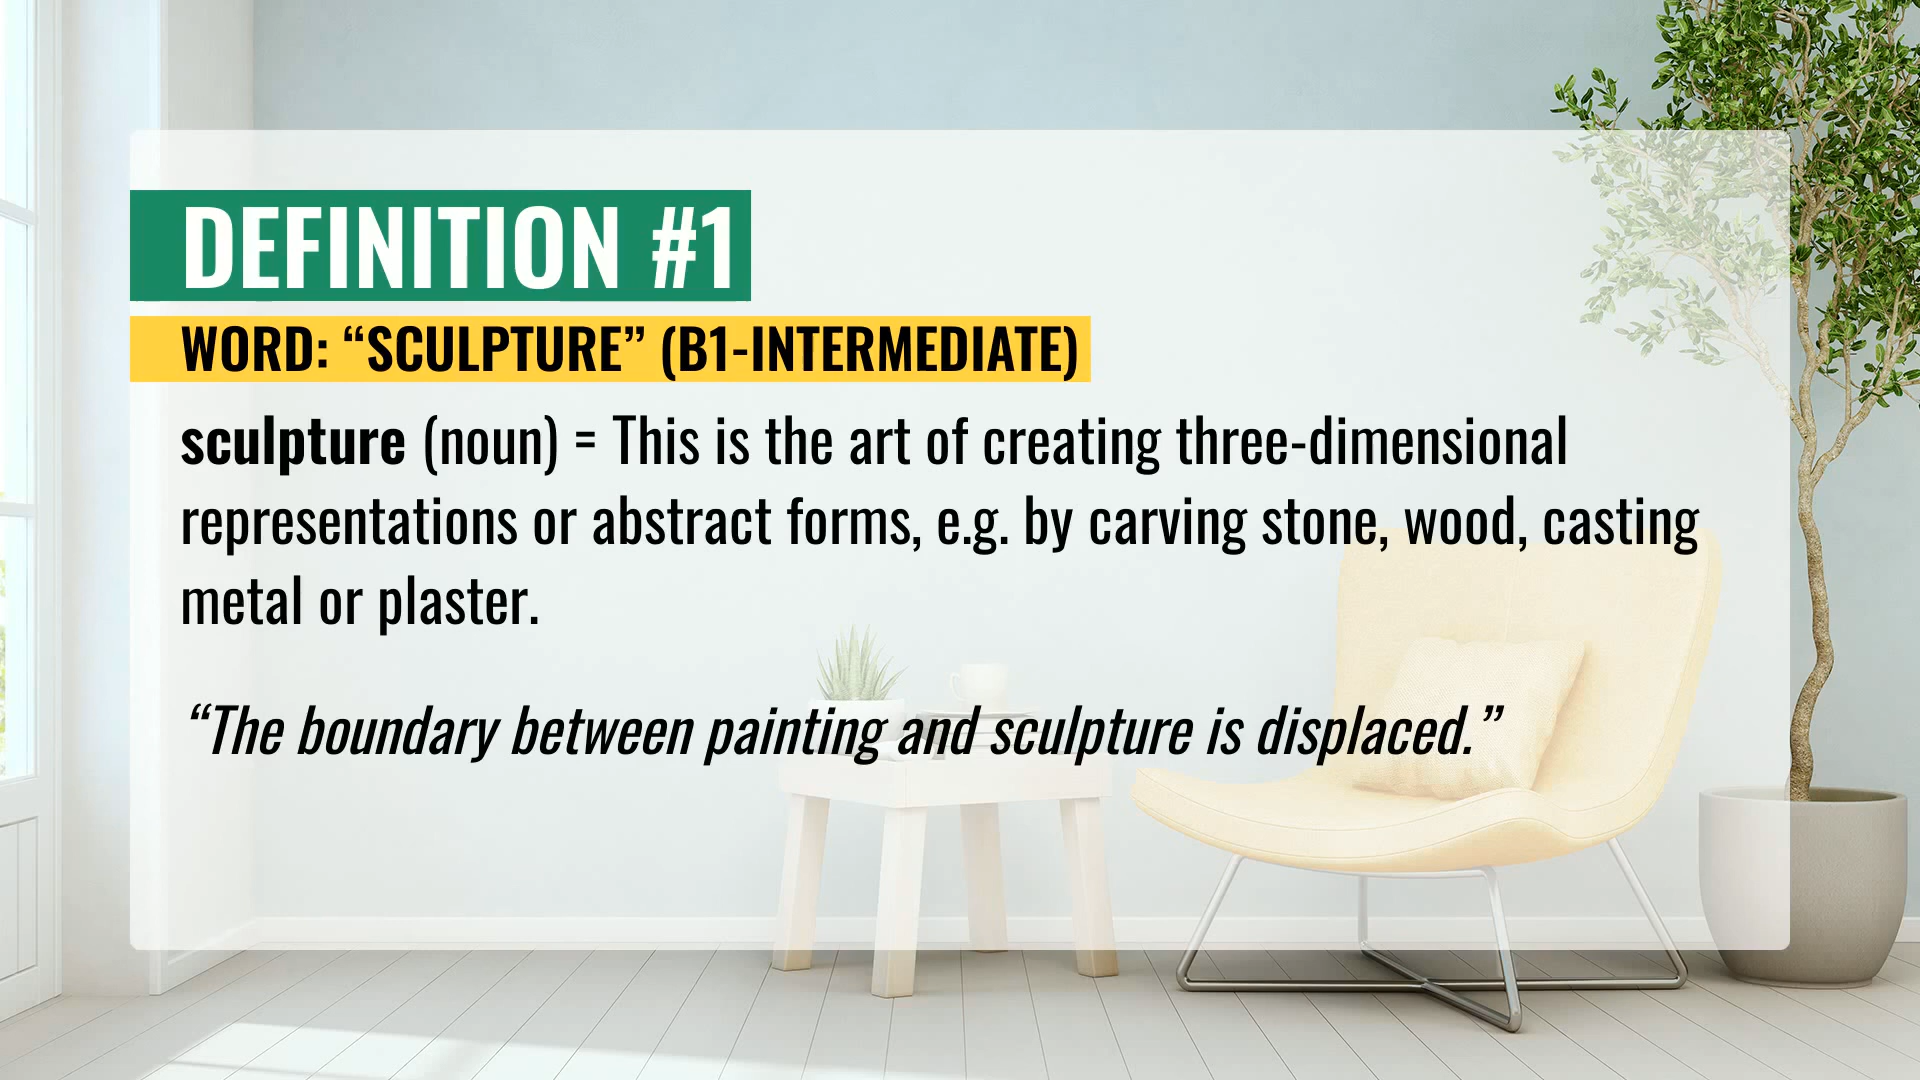 DEFINITION #1
WORD: “SCULPTURE” (B1-INTERMEDIATE)
sculpture (noun) = This is the art of creating three-dimensional
representations or abstract forms, e.g. by carving stone, wood, casting
metal or plaster.
“The boundary between painting and sculpture is displaced.”